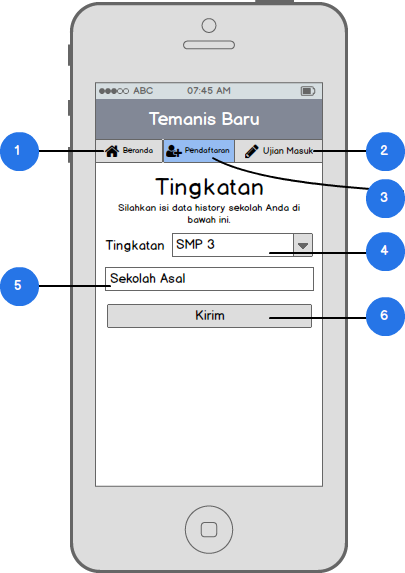 ABC 07:45 AM
Temanis Baru
1 Beranda Pendaftaran Ujian Masuk 2
3
Tingkatan
Silahkan isi data history sekolah Anda di
bawah ini.
Tingkatan SMP 3 4
5 Sekolah Asal
Kirim 6